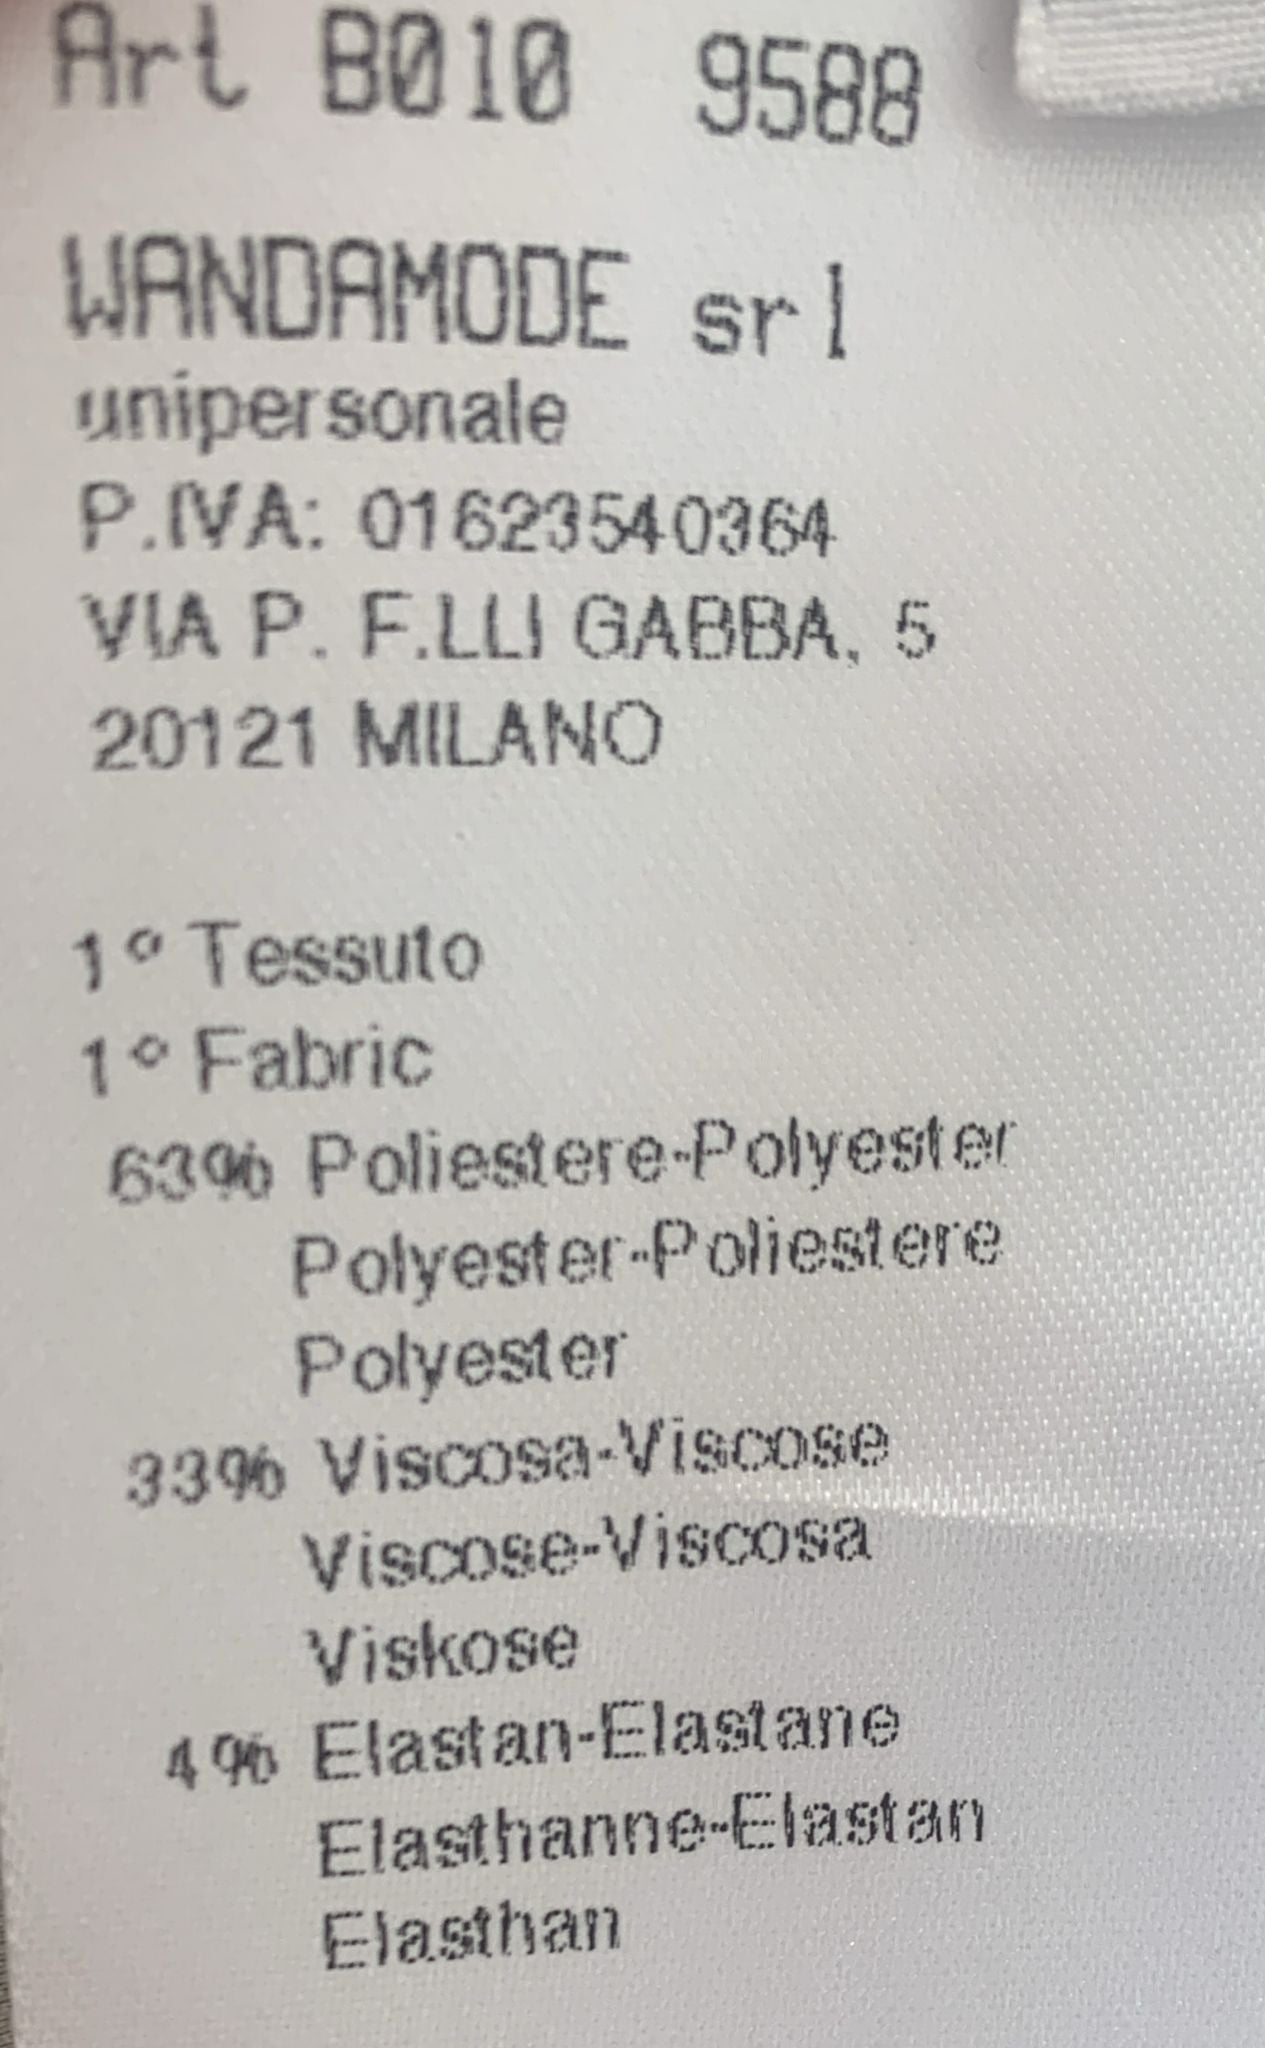 Art B010 9588
WANDAMODE srl
unipersonale
P.IVA: 01623540364
VIA P. F.LLI GABBA, 5
20121 MILANO
1° Tessuto
1° Fabric
63% Poliestere-Polyester
Polyester-Poliestere
Polyester
33% Viscosa-Viscose
Viscose-Viscosa
Viskose
4% Elastan-Elastane
Elasthanne-Elastan
Elasthan